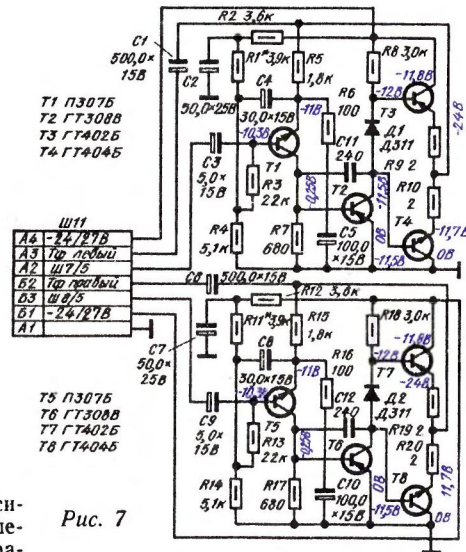 R2 3,6к
C1
500,0×
15В
C2
50,0×25В
R1* 3,9к
R5
1,8к
R8 3,0к
-11,8В
-12В
C4
30,0×15В
-11В
R6
100
T3
-24В
T1 П307Б
T2 ГТ308В
T3 ГТ402Б
T4 ГТ404Б
-10,3В
T1
C11
240
Д1
Д311
C3
5,0×
15В
R3
22к
-0,25В
T2
-11,5В
R9 2
R10
2
R4
5,1к
R7
680
C5
100,0
×15В
0В
-11,5В
T4
-11,7В
0В
Ш11
А4 -24/27В
А3 Тф левый
А2 Ш7/5
Б2 Тф правый
Б3 Ш8/5
Б1 -24/27В
А1
C6
500,0×15В
R12 3,6к
C7
50,0×
25В
R11* 3,9к
R15
1,8к
R18 3,0к
-11,8В
-12В
C8
30,0×15В
-11В
R16
100
T7
-24В
T5 П307Б
T6 ГТ308В
T7 ГТ402Б
T8 ГТ404Б
-10,3В
T5
C12
240
Д2
Д311
C9
5,0×
15В
R13
22к
-0,25В
T6
R19 2
R20
2
R14
5,1к
R17
680
C10
100,0
×15В
0В
-11,5В
T8
11,7В
0В
си-
ле-
ра-
Рис. 7